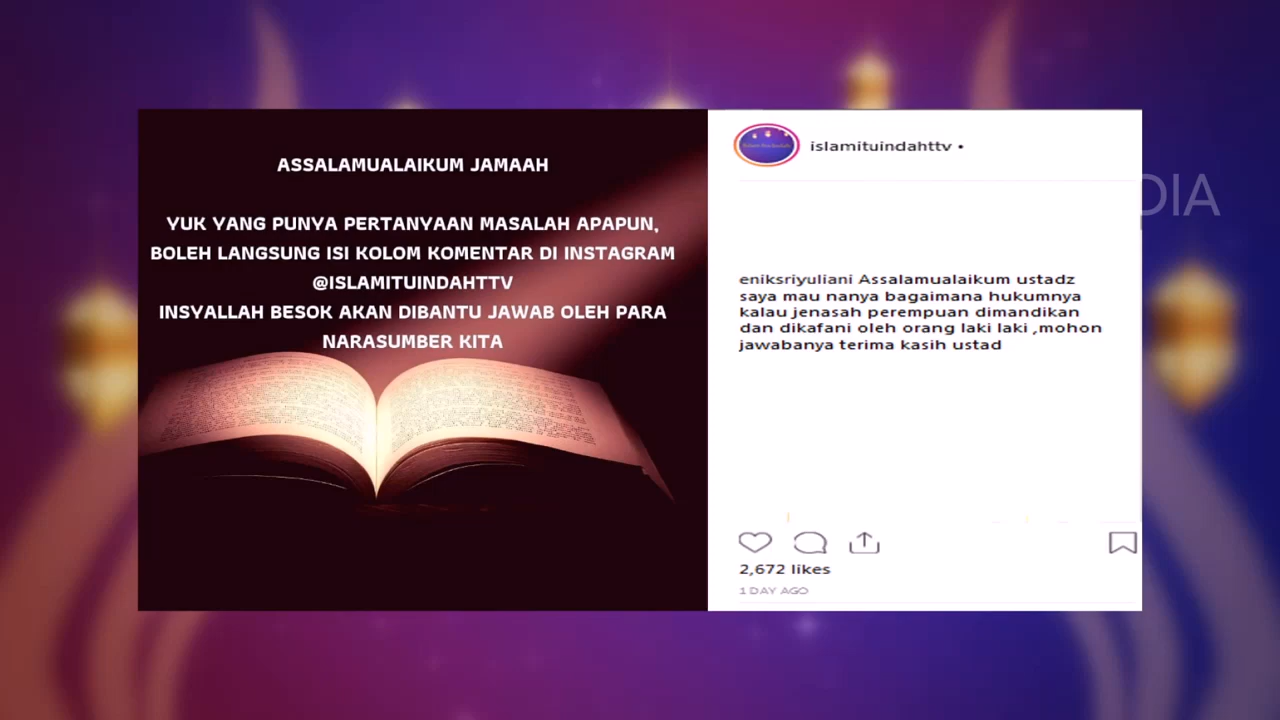 ASSALAMUALAIKUM JAMAAH
YUK YANG PUNYA PERTANYAAN MASALAH APAPUN,
BOLEH LANGSUNG ISI KOLOM KOMENTAR DI INSTAGRAM
@ISLAMITUINDAHTTV
INSYALLAH BESOK AKAN DIBANTU JAWAB OLEH PARA
NARASUMBER KITA
islamituindahttv •
DIA
eniksriyuliani Assalamualaikum ustadz
saya mau nanya bagaimana hukumnya
kalau jenasah perempuan dimandikan
dan dikafani oleh orang laki laki ,mohon
jawabanya terima kasih ustad
2,672 likes
1 DAY AGO